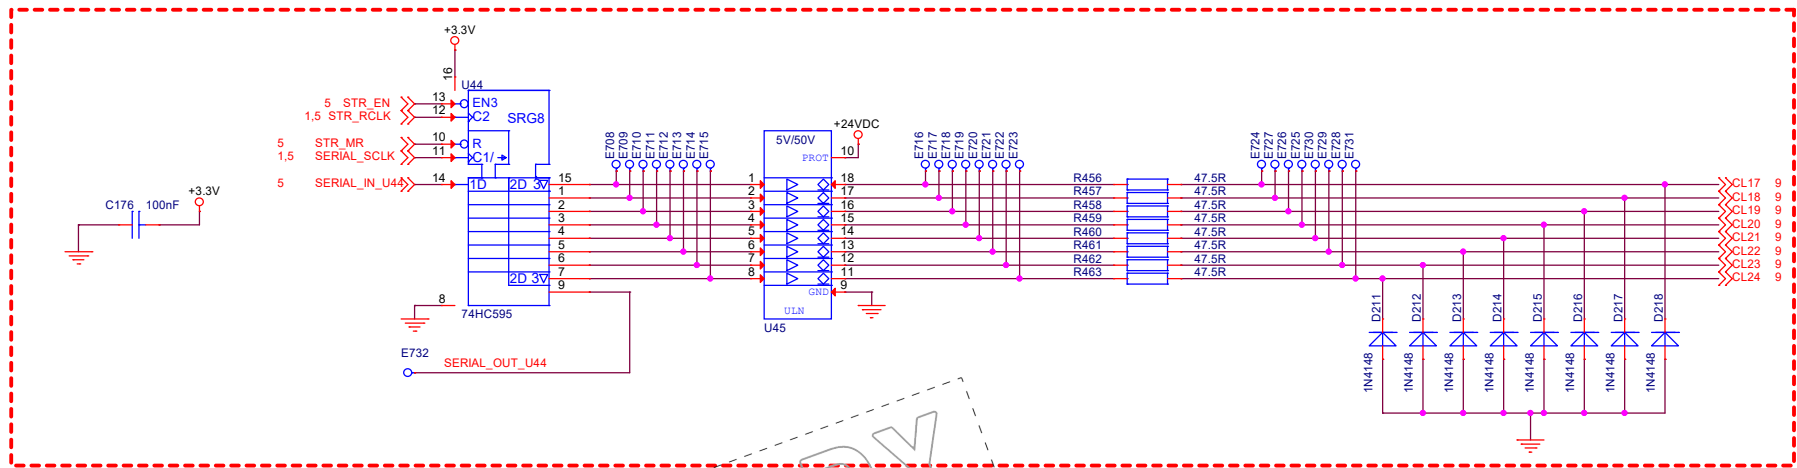 +3.3V
16
U44
5 STR_EN 13 EN3
1,5 STR_RCLK 12 C2
SRG8
5 STR_MR 10 R
1,5 SERIAL_SCLK 11 C1/
5 SERIAL_IN_U44 14 1D 2D 3 15
1
2
3
4
5
6
2D 3 7
9
8
74HC595
E732
SERIAL_OUT_U44
+3.3V
C176 100nF
E708 E709 E710 E711 E712 E713 E714 E715
5V/50V
PROT 10
+24VDC
1 18
2 17
3 16
4 15
5 14
6 13
7 12
8 11
GND 9
ULN
U45
E716 E717 E718 E719 E720 E721 E722 E723
R456 47.5R
R457 47.5R
R458 47.5R
R459 47.5R
R460 47.5R
R461 47.5R
R462 47.5R
R463 47.5R
E724 E727 E726 E725 E730 E729 E728 E731
CL17 9
CL18 9
CL19 9
CL20 9
CL21 9
CL22 9
CL23 9
CL24 9
D211 D212 D213 D214 D215 D216 D217 D218
1N4148 1N4148 1N4148 1N4148 1N4148 1N4148 1N4148 1N4148